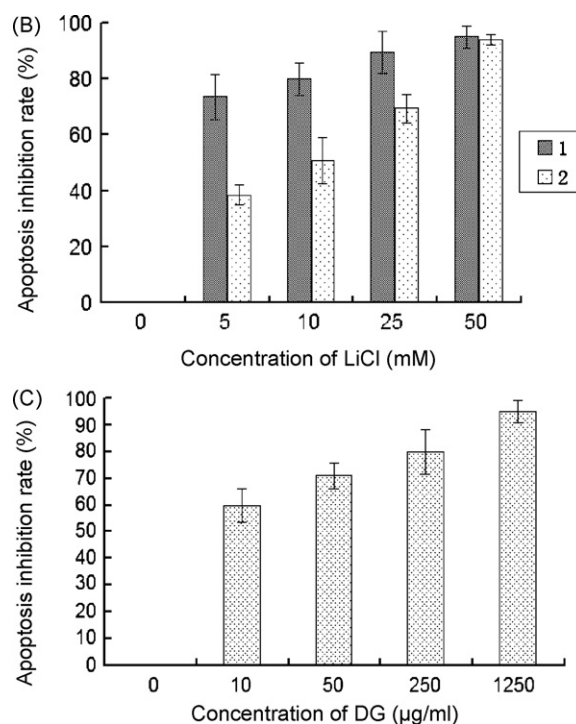 (B)
Apoptosis inhibition rate (%)
100
80
60
40
20
0
0 5 10 25 50
Concentration of LiCl (mM)
1
2
(C)
Apoptosis inhibition rate (%)
100
90
80
70
60
50
40
30
20
10
0
0 10 50 250 1250
Concentration of DG (μg/ml)